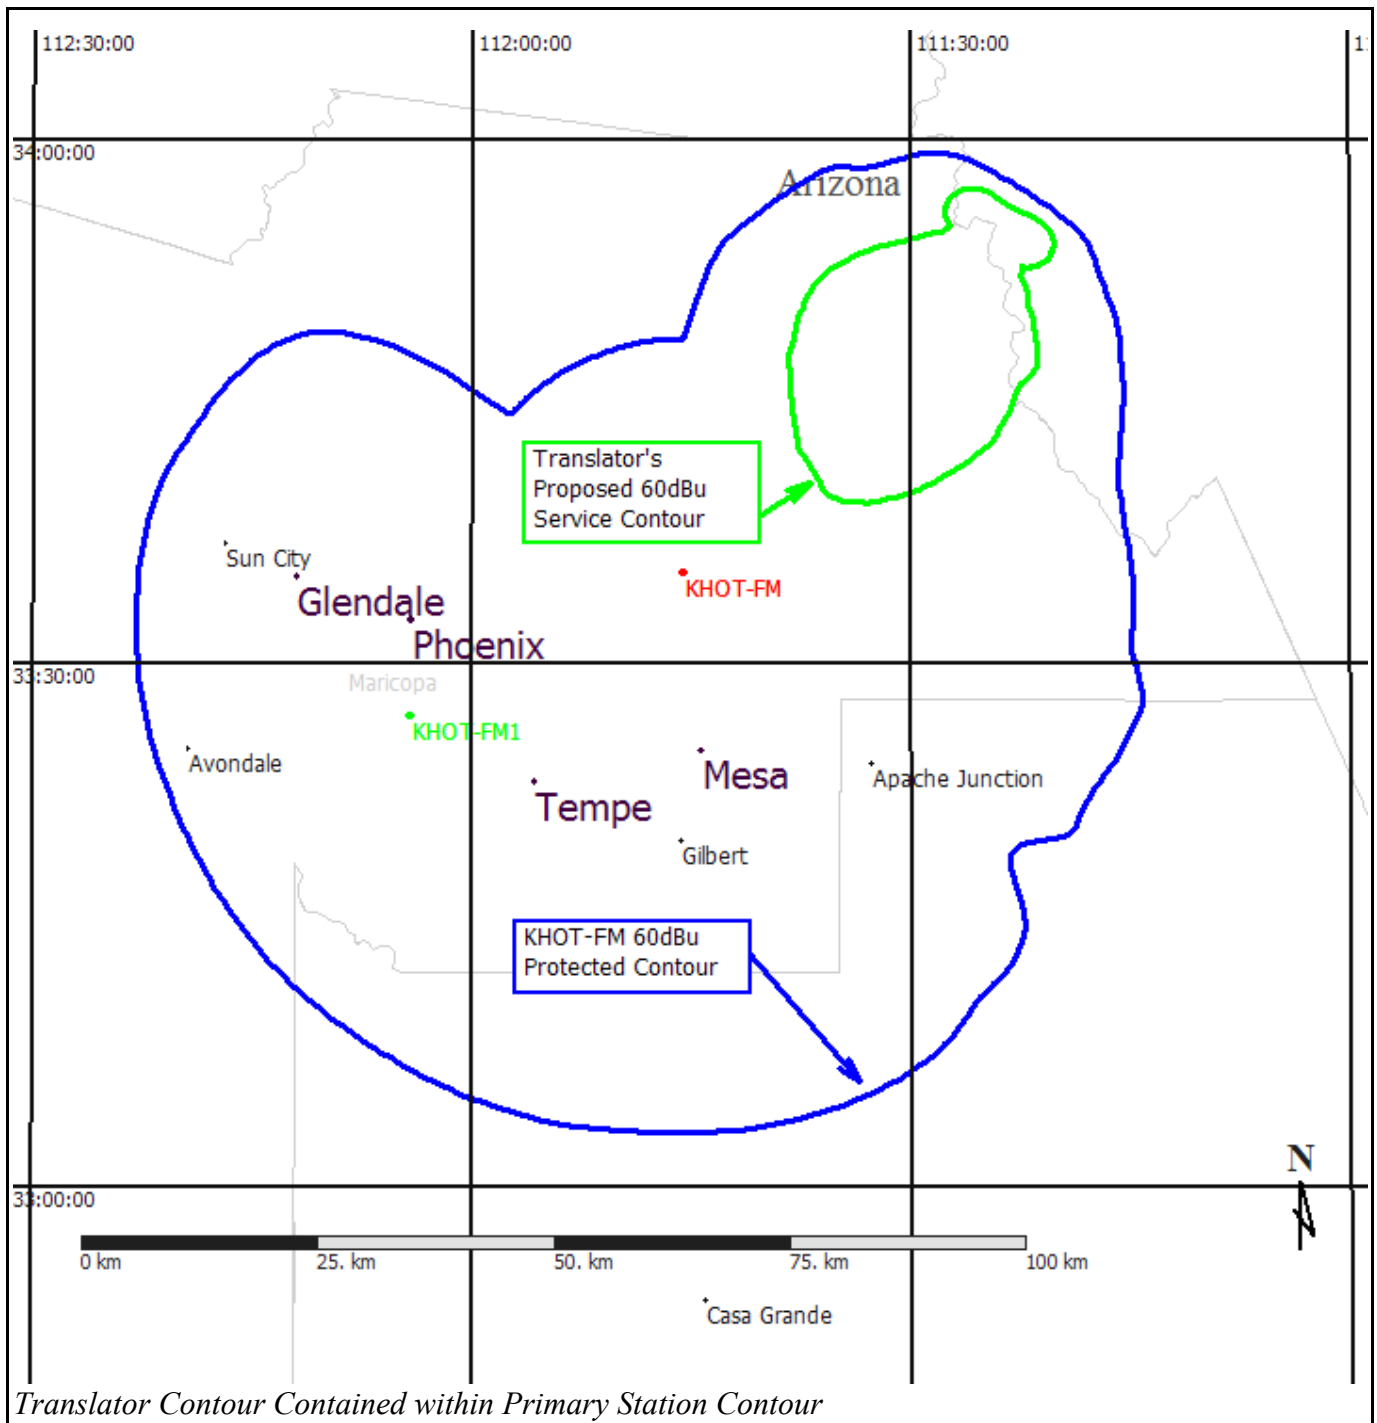 112:30:00
112:00:00
111:30:00
11:
34:00:00
Arizona
Translator's
Proposed 60dBu
Service Contour
Sun City
Glendale
KHOT-FM
Phoenix
33:30:00
Maricopa
KHOT-FM1
Avondale
Mesa
Apache Junction
Tempe
Gilbert
KHOT-FM 60dBu
Protected Contour
N
33:00:00
0 km
25. km
50. km
75. km
100 km
Casa Grande
Translator Contour Contained within Primary Station Contour